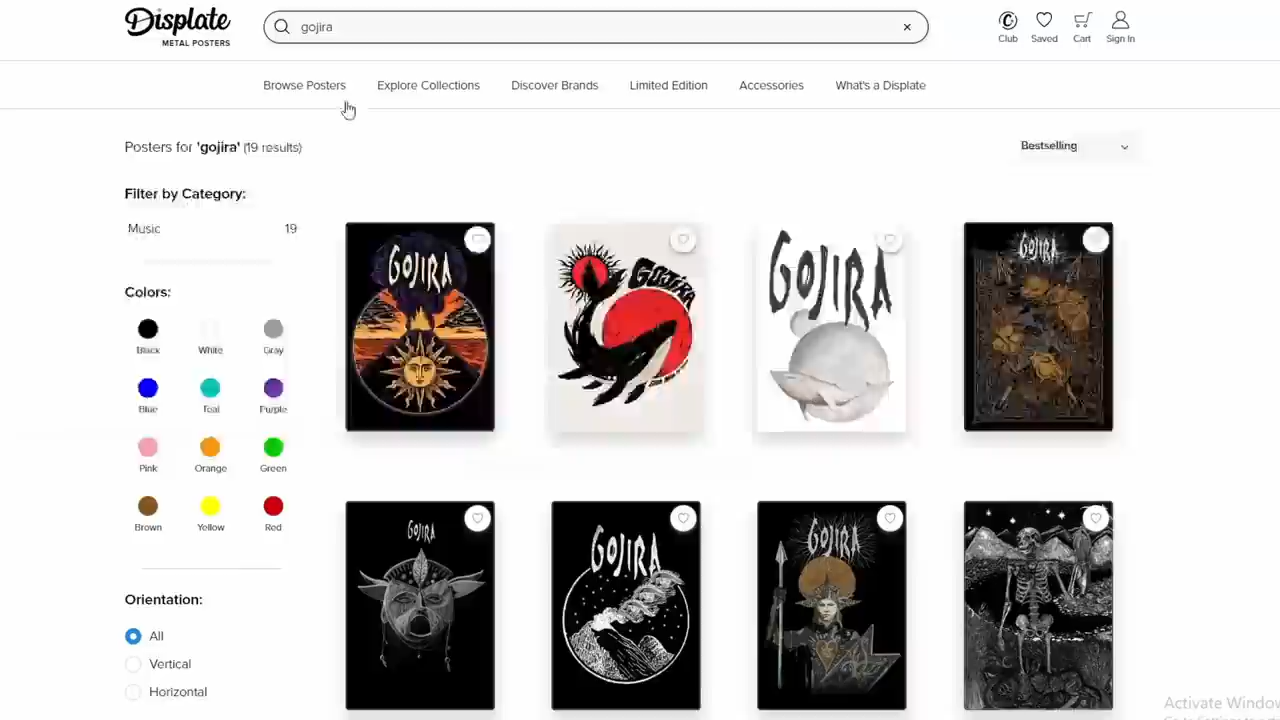 Displate
METAL POSTERS
gojira
Club
Saved
Cart
Sign In
Browse Posters
Explore Collections
Discover Brands
Limited Edition
Accessories
What's a Displate
Posters for 'gojira' (19 results)
Bestselling
Filter by Category:
Music 19
Colors:
Black White Gray
Blue Teal Purple
Pink Orange Green
Brown Yellow Red
Orientation:
All
Vertical
Horizontal
GOJIRA
GOJIRA
GOJIRA
GOJIRA
GOJIRA
GOJIRA
GOJIRA
Activate Window